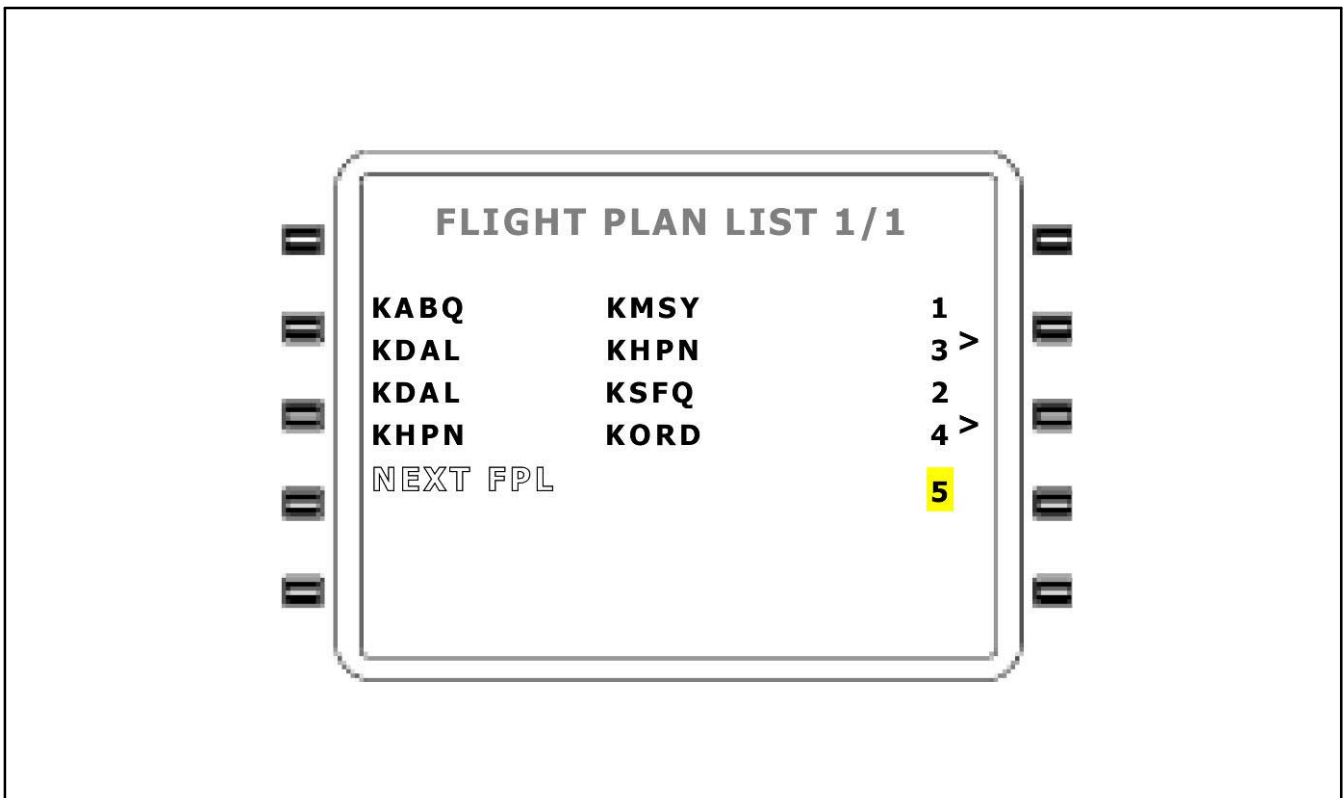 FLIGHT PLAN LIST 1/1
KABQ KMSY 1
KDAL KHPN 3 >
KDAL KSFQ 2
KHPN KORD 4 >
NEXT FPL 5